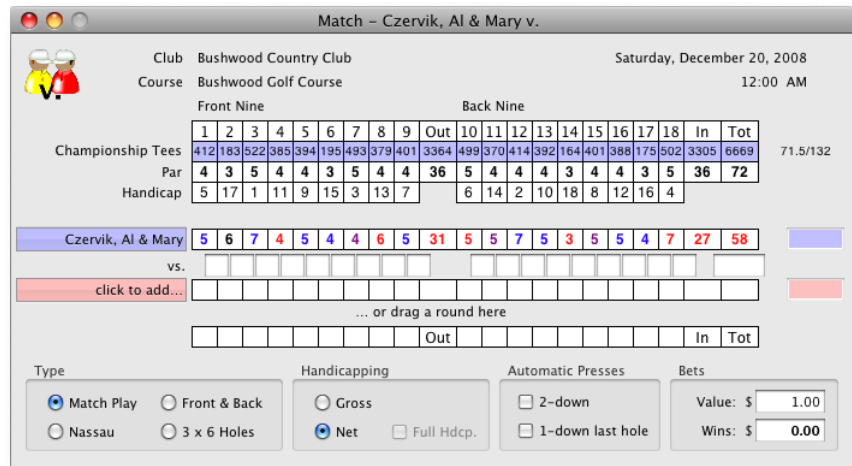 Match – Czervik, Al & Mary v.
Club Bushwood Country Club Saturday, December 20, 2008
v. Course Bushwood Golf Course 12:00 AM
Front Nine Back Nine
1 2 3 4 5 6 7 8 9 Out 10 11 12 13 14 15 16 17 18 In Tot
Championship Tees 412 183 522 385 394 195 493 379 401 3364 499 370 414 392 164 401 388 175 502 3305 6669 71.5/132
Par 4 3 5 4 4 3 5 4 4 36 5 4 4 4 3 4 4 3 5 36 72
Handicap 5 17 1 11 9 15 3 13 7 6 14 2 10 18 8 12 16 4
Czervik, Al & Mary 5 6 7 4 5 4 4 6 5 31 5 5 7 5 3 5 5 4 7 27 58
vs.
click to add...
... or drag a round here
Out In Tot
Type Handicapping Automatic Presses Bets
Match Play Front & Back Gross 2-down Value: $ 1.00
Nassau 3 x 6 Holes Net Full Hdcp. 1-down last hole Wins: $ 0.00